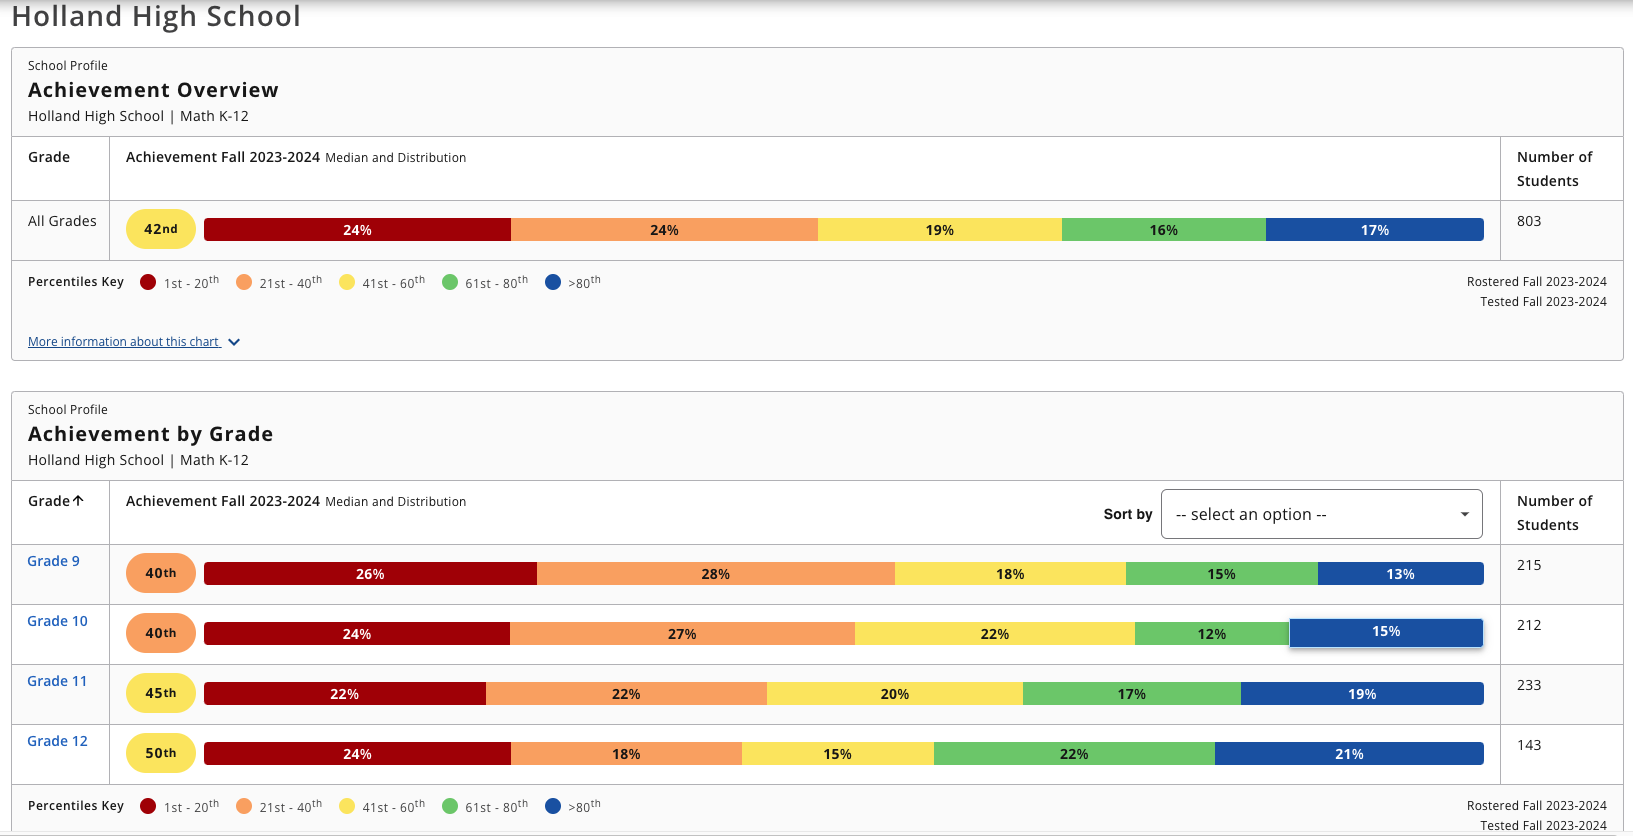 Holland High School
School Profile
Achievement Overview
Holland High School | Math K-12
Grade
Achievement Fall 2023-2024 Median and Distribution
Number of
Students
All Grades
42nd
24% 24% 19% 16% 17%
803
Percentiles Key 1st - 20th 21st - 40th 41st - 60th 61st - 80th >80th
Rostered Fall 2023-2024
Tested Fall 2023-2024
More information about this chart
School Profile
Achievement by Grade
Holland High School | Math K-12
Grade
Achievement Fall 2023-2024 Median and Distribution
Sort by -- select an option --
Number of
Students
Grade 9 40th 26% 28% 18% 15% 13% 215
Grade 10 40th 24% 27% 22% 12% 15% 212
Grade 11 45th 22% 22% 20% 17% 19% 233
Grade 12 50th 24% 18% 15% 22% 21% 143
Percentiles Key 1st - 20th 21st - 40th 41st - 60th 61st - 80th >80th
Rostered Fall 2023-2024
Tested Fall 2023-2024